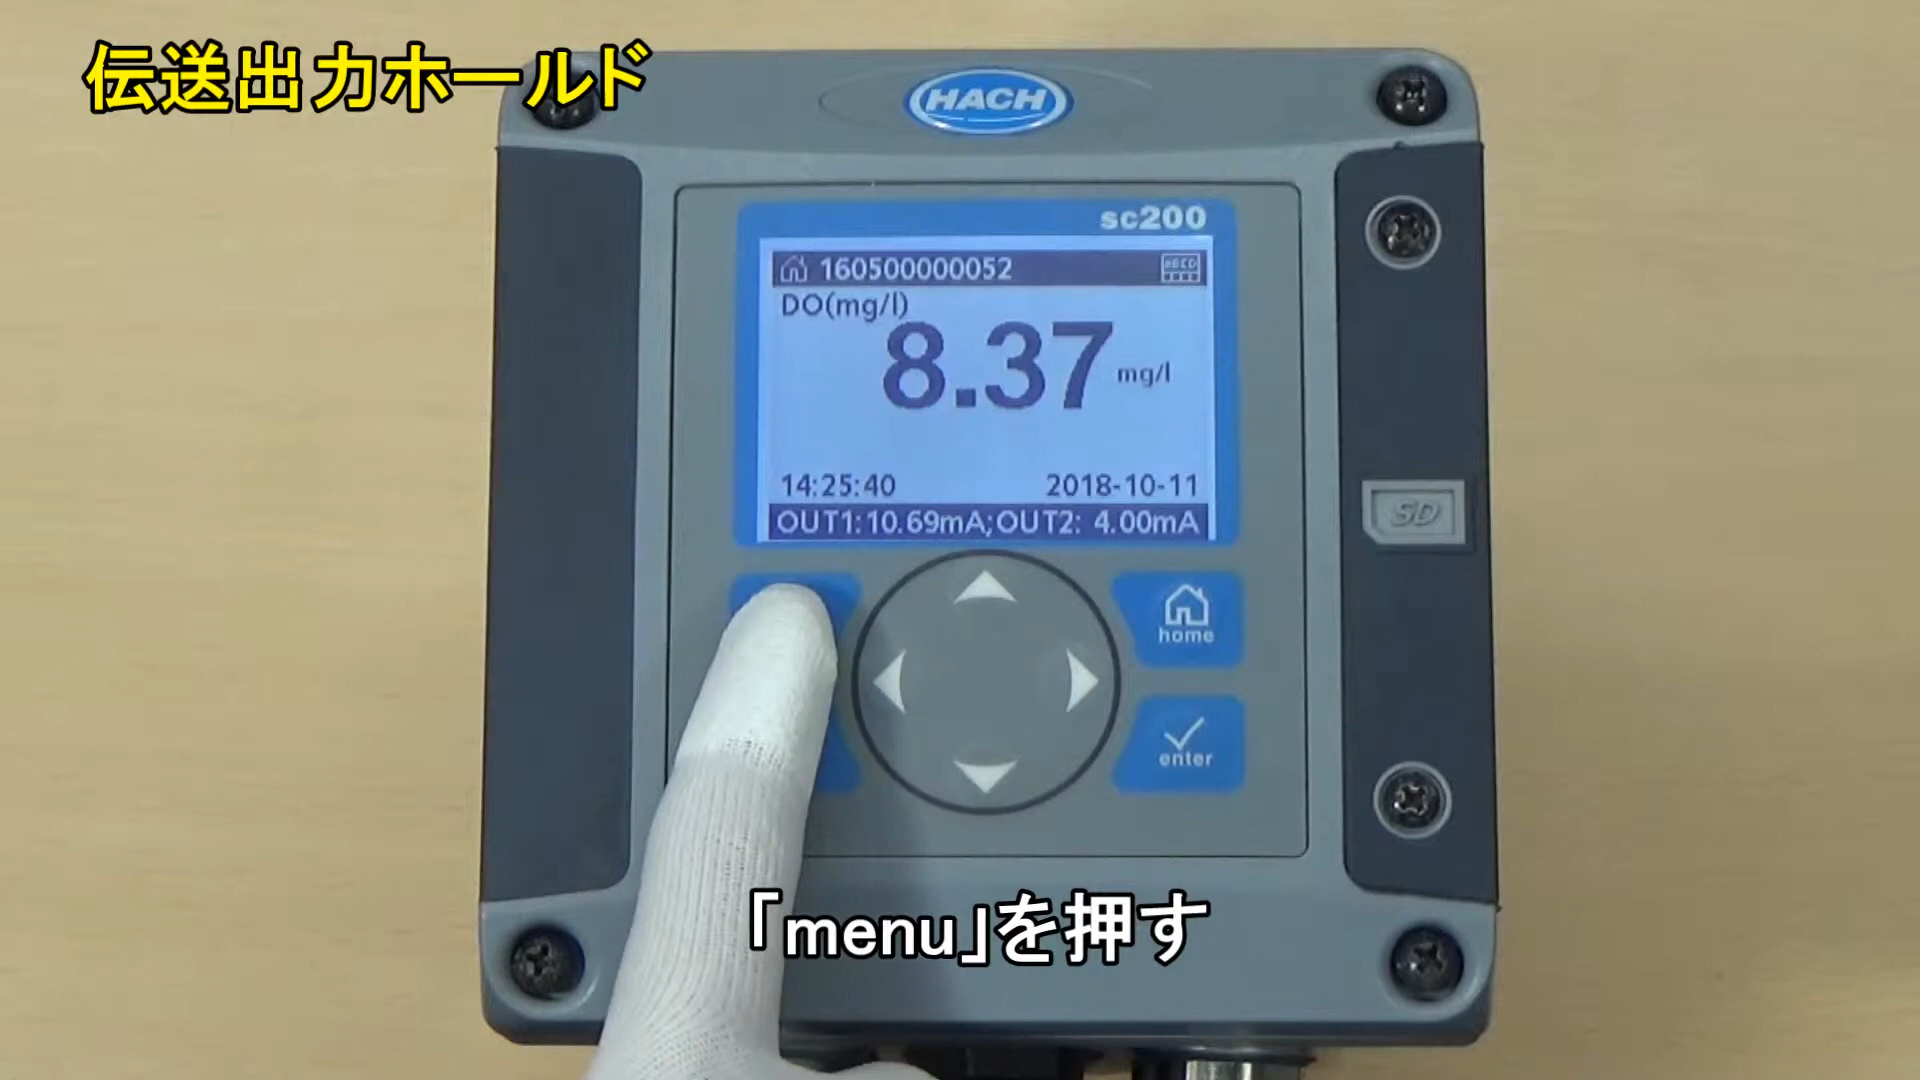 伝送出力ホールド
HACH
sc200
160500000052
DO(mg/l)
8.37 mg/l
14:25:40 2018-10-11
OUT1:10.69mA;OUT2: 4.00mA
SD
home
enter
「menu」を押す